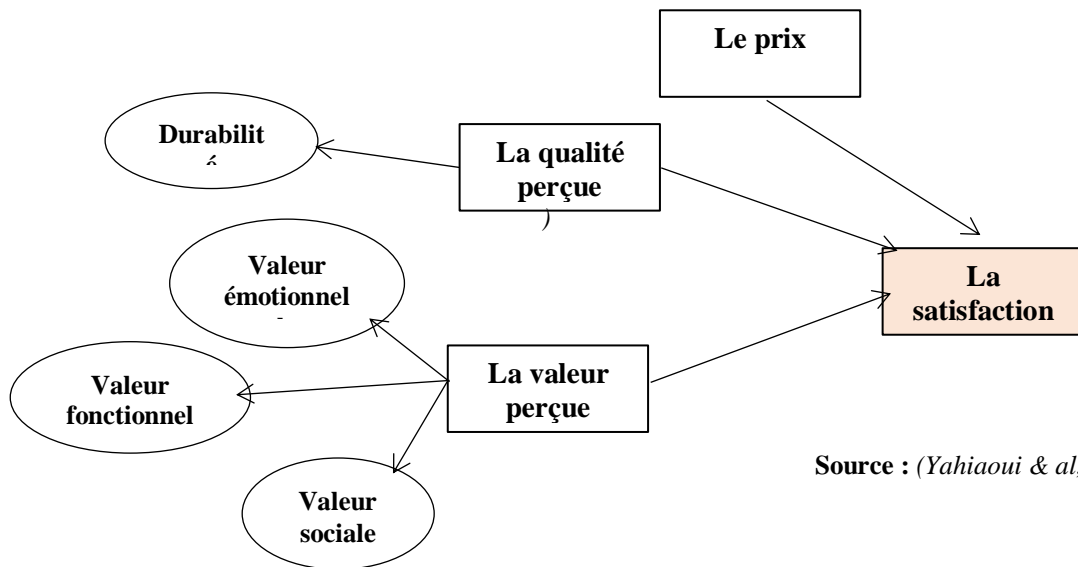 Le prix
Durabilit
La qualité
perçue
)
Valeur
émotionnel
La
satisfaction
Valeur
fonctionnel
La valeur
perçue
Source : (Yahiaoui & al,
Valeur
sociale